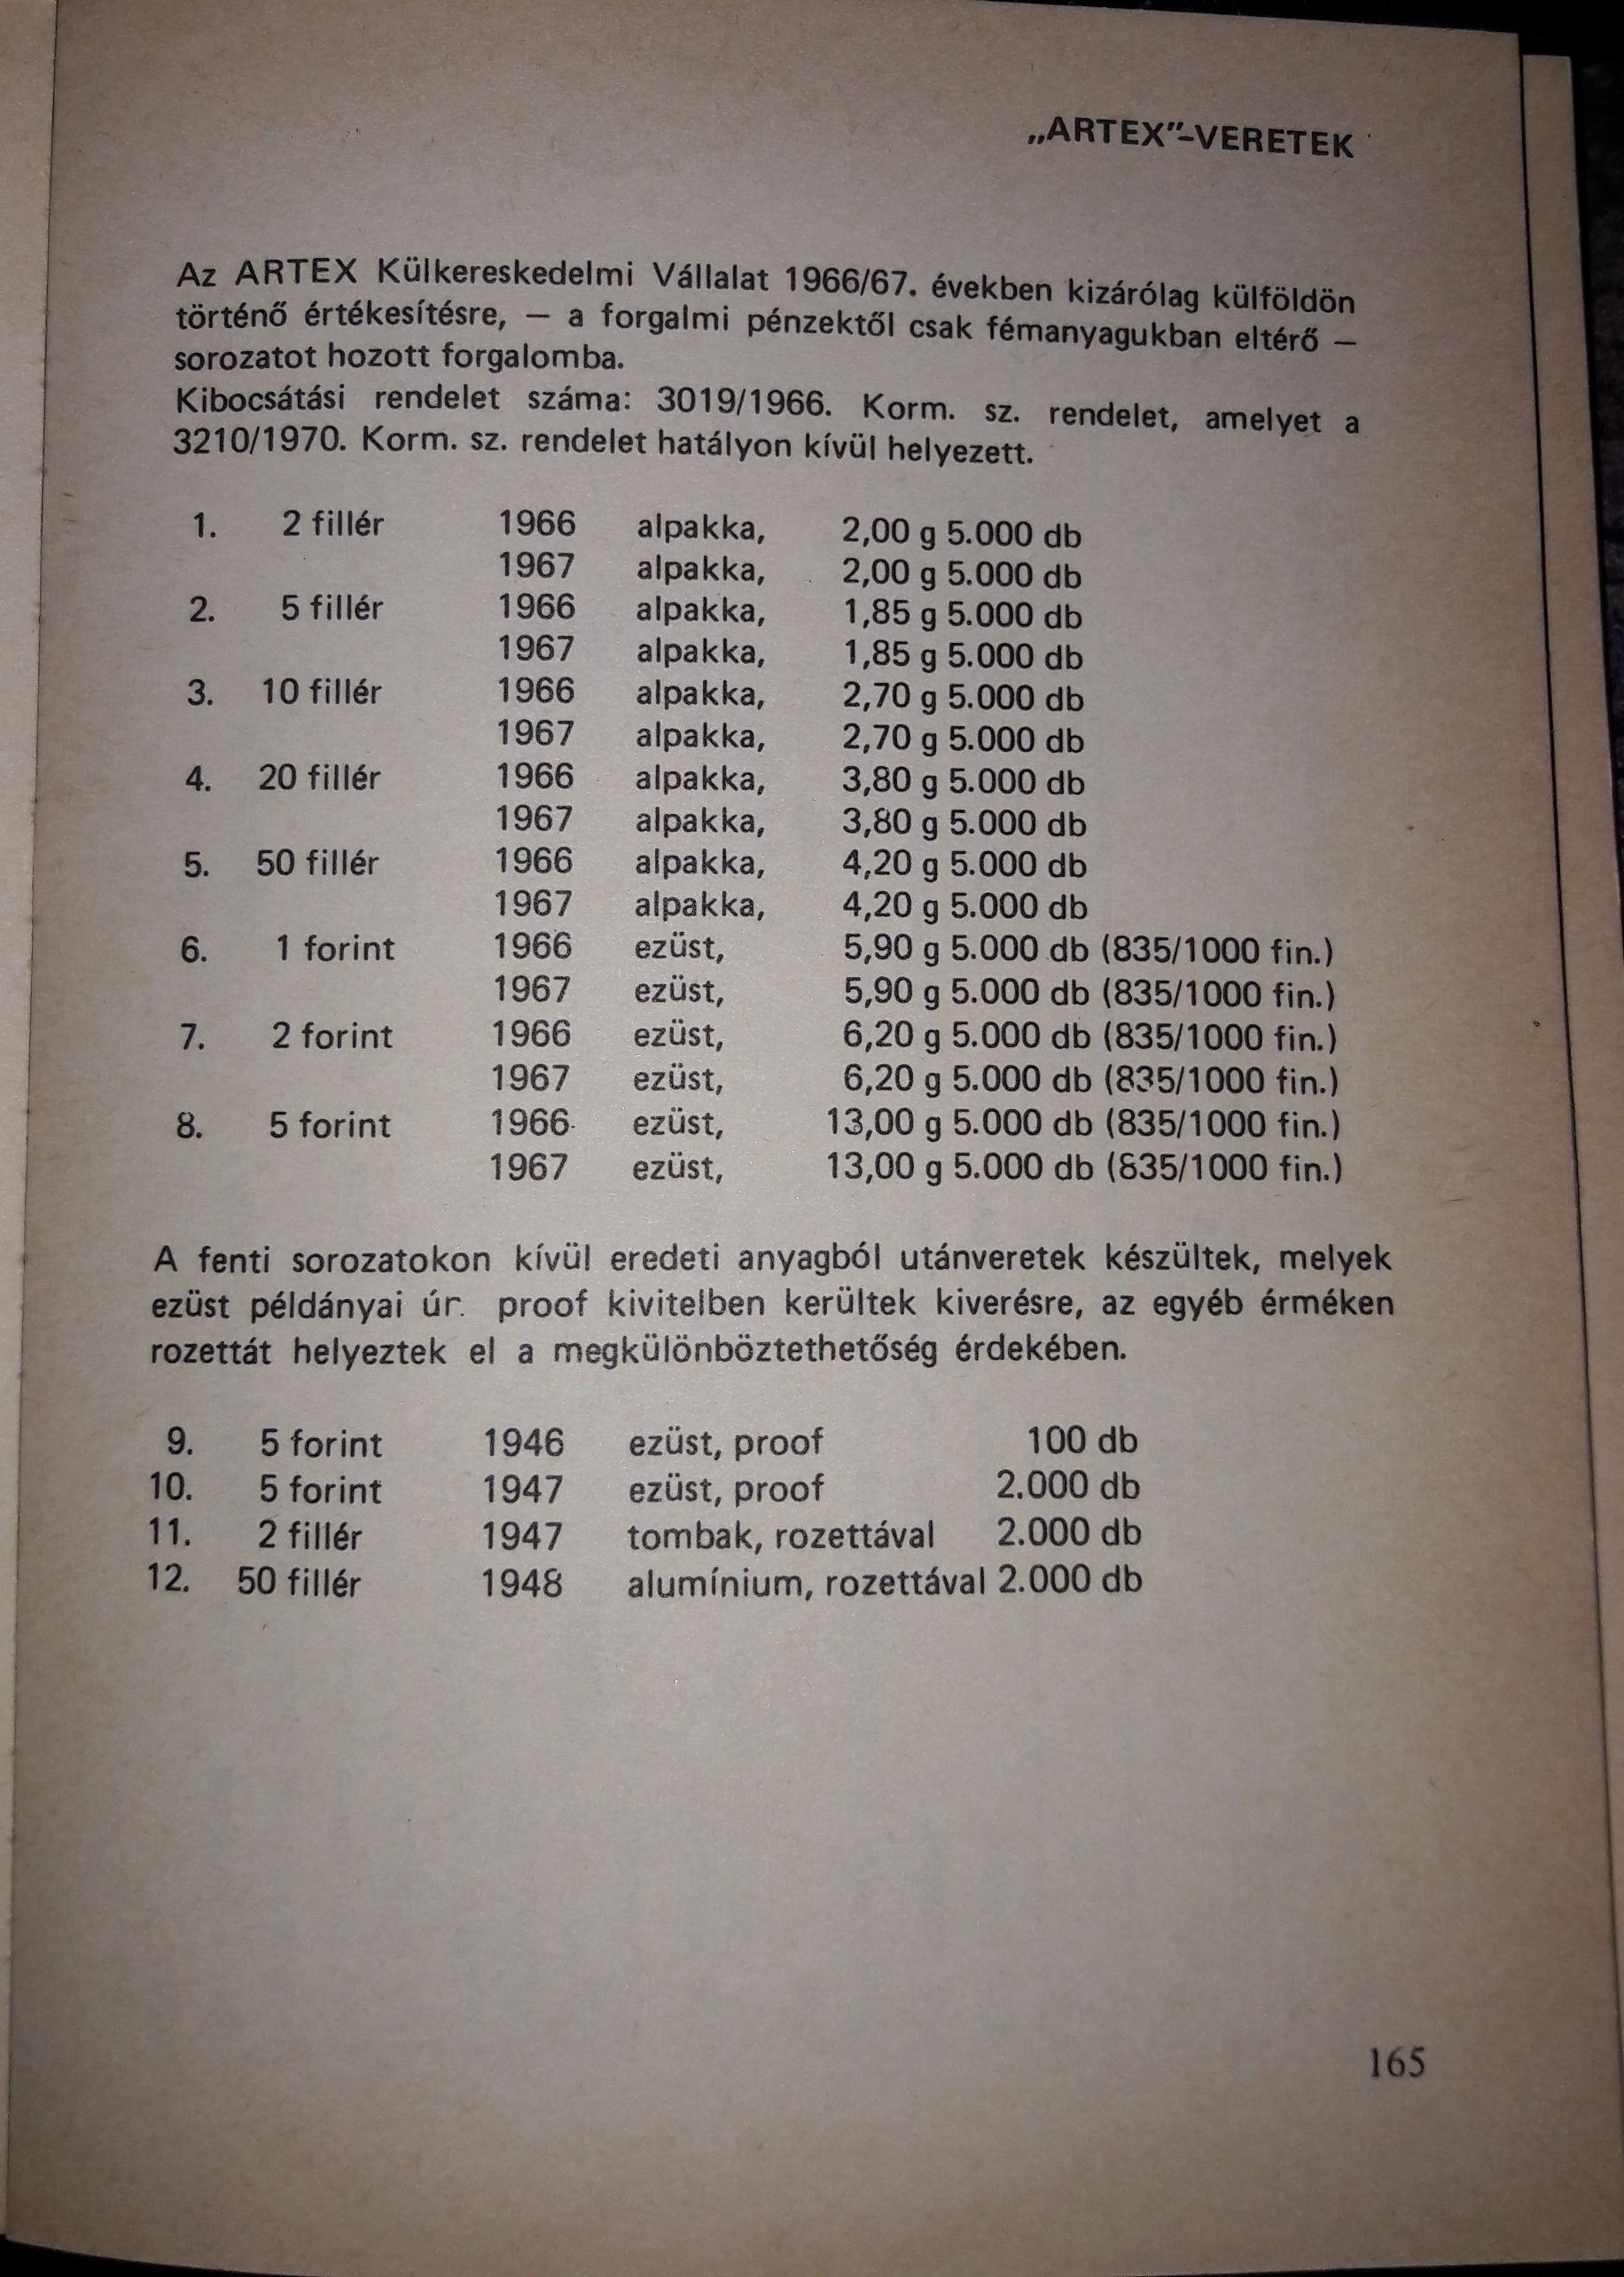 „ARTEX”-VERETEK
Az ARTEX Külkereskedelmi Vállalat 1966/67. években kizárólag külföldön
történő értékesítésre, — a forgalmi pénzektől csak fémanyagukban eltérő —
sorozatot hozott forgalomba.
Kibocsátási rendelet száma: 3019/1966. Korm. sz. rendelet, amelyet a
3210/1970. Korm. sz. rendelet hatályon kívül helyezett.
1. 2 fillér 1966 alpakka, 2,00 g 5.000 db
1967 alpakka, 2,00 g 5.000 db
2. 5 fillér 1966 alpakka, 1,85 g 5.000 db
1967 alpakka, 1,85 g 5.000 db
3. 10 fillér 1966 alpakka, 2,70 g 5.000 db
1967 alpakka, 2,70 g 5.000 db
4. 20 fillér 1966 alpakka, 3,80 g 5.000 db
1967 alpakka, 3,80 g 5.000 db
5. 50 fillér 1966 alpakka, 4,20 g 5.000 db
1967 alpakka, 4,20 g 5.000 db
6. 1 forint 1966 ezüst, 5,90 g 5.000 db (835/1000 fin.)
1967 ezüst, 5,90 g 5.000 db (835/1000 fin.)
7. 2 forint 1966 ezüst, 6,20 g 5.000 db (835/1000 fin.)
1967 ezüst, 6,20 g 5.000 db (835/1000 fin.)
8. 5 forint 1966 ezüst, 13,00 g 5.000 db (835/1000 fin.)
1967 ezüst, 13,00 g 5.000 db (835/1000 fin.)
A fenti sorozatokon kívül eredeti anyagból utánveretek készültek, melyek
ezüst példányai ún. proof kivitelben kerültek kiverésre, az egyéb érméken
rozettát helyeztek el a megkülönböztethetőség érdekében.
9. 5 forint 1946 ezüst, proof 100 db
10. 5 forint 1947 ezüst, proof 2.000 db
11. 2 fillér 1947 tombak, rozettával 2.000 db
12. 50 fillér 1948 alumínium, rozettával 2.000 db
165